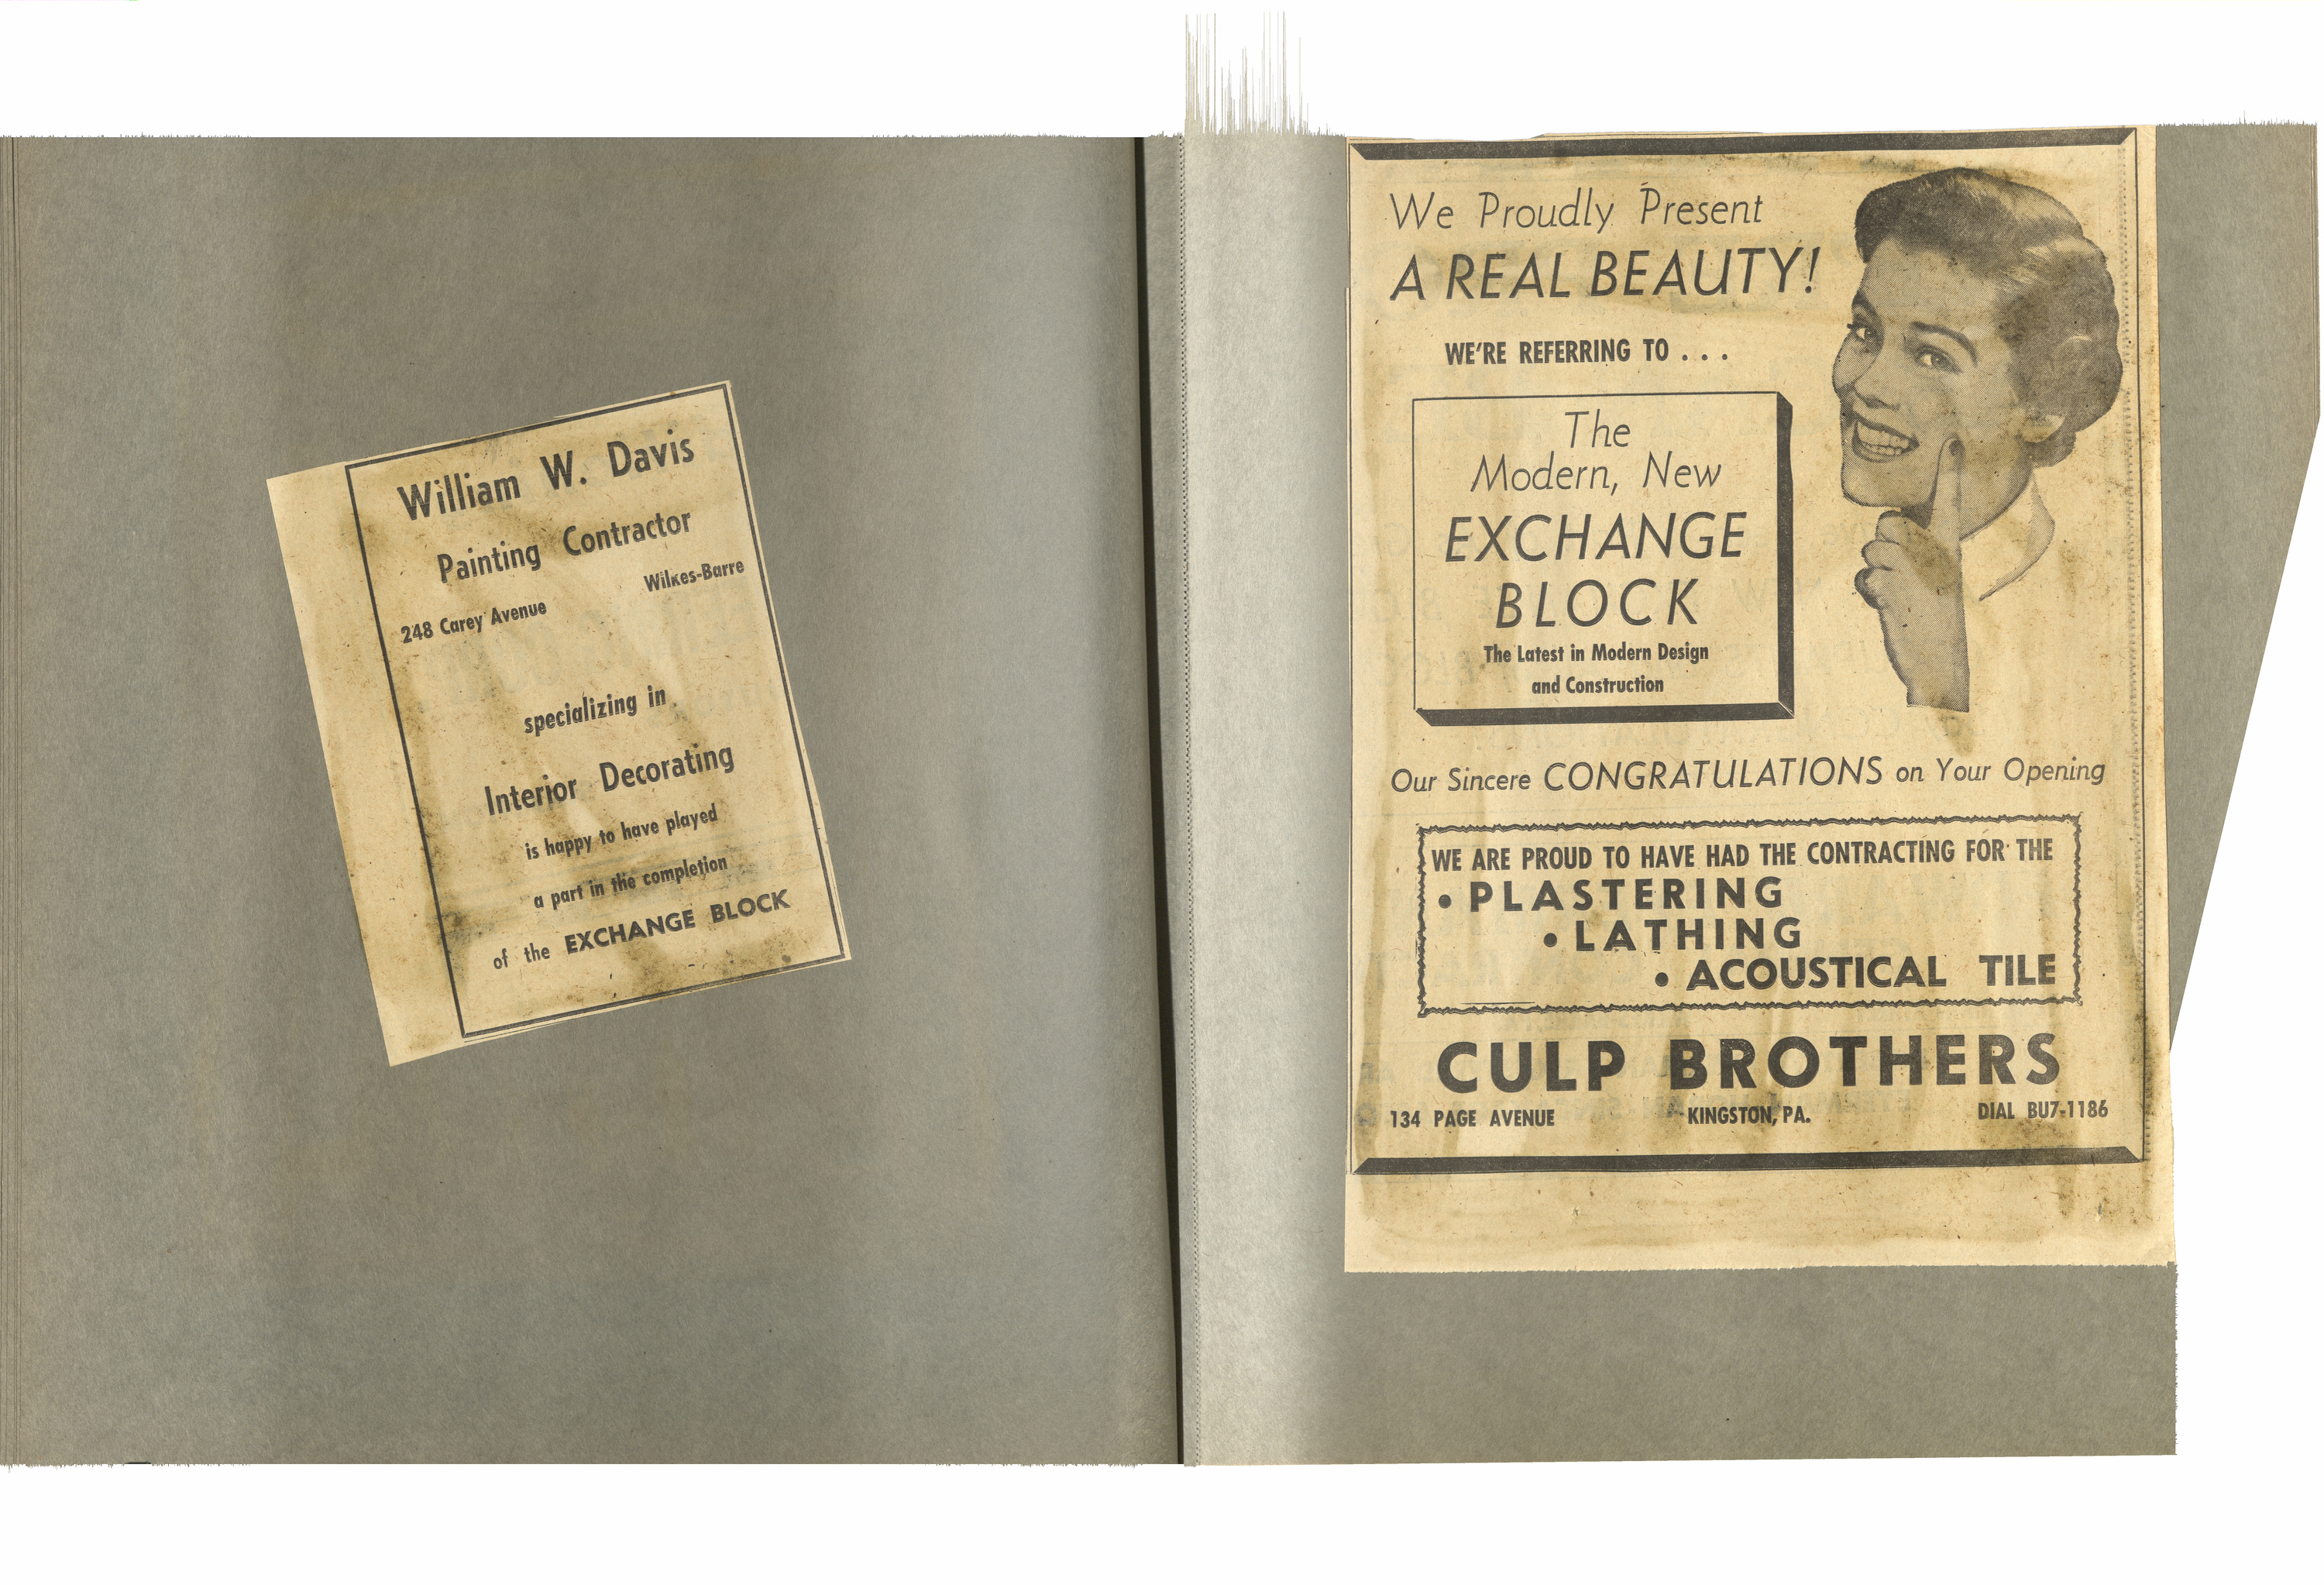 William W. Davis
Painting Contractor
248 Carey Avenue Wilkes-Barre
specializing in
Interior Decorating
is happy to have played
a part in the completion
of the EXCHANGE BLOCK
We Proudly Present
A REAL BEAUTY!
WE'RE REFERRING TO . . .
The
Modern, New
EXCHANGE
BLOCK
The Latest in Modern Design
and Construction
Our Sincere CONGRATULATIONS on Your Opening
WE ARE PROUD TO HAVE HAD THE CONTRACTING FOR THE
• PLASTERING
• LATHING
• ACOUSTICAL TILE
CULP BROTHERS
134 PAGE AVENUE KINGSTON, PA. DIAL BU7-1186